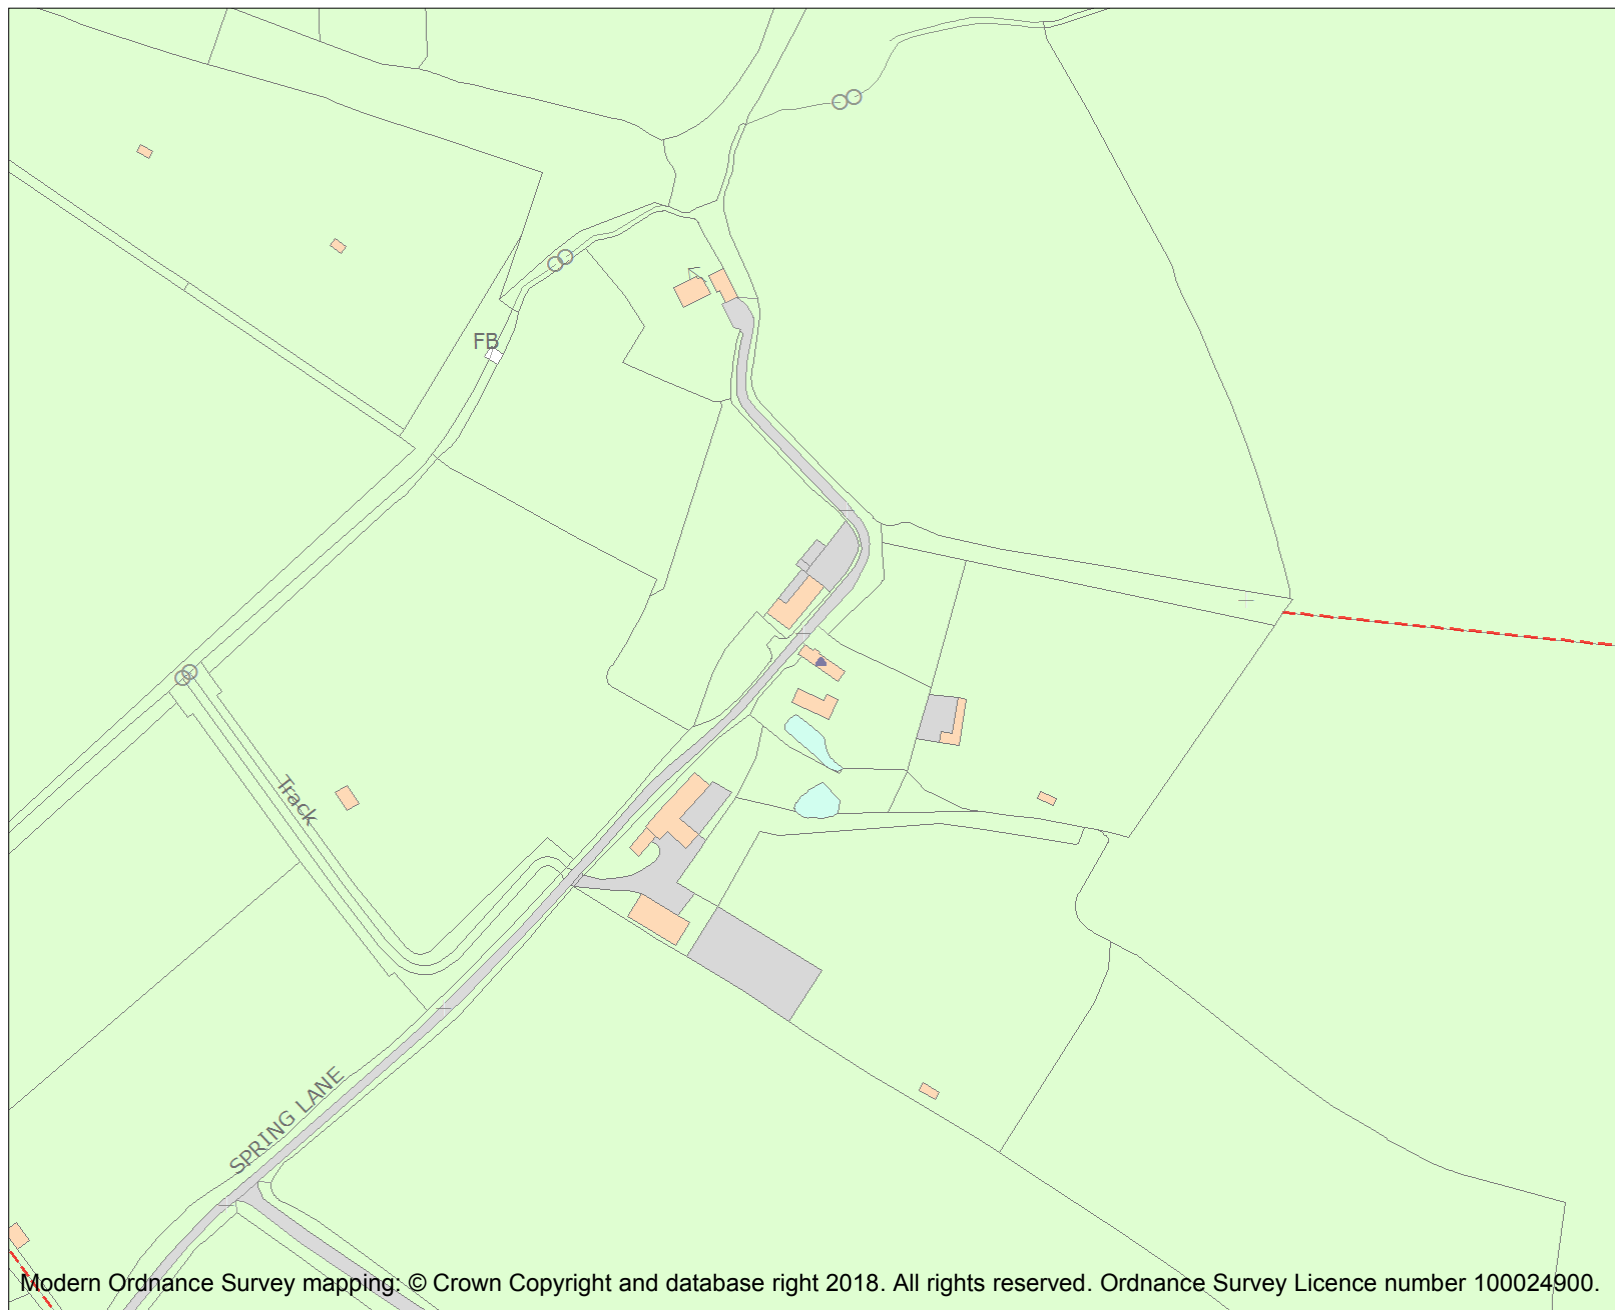 FB
Track
SPRING LANE
Modern Ordnance Survey mapping: © Crown Copyright and database right 2018. All rights reserved. Ordnance Survey Licence number 100024900.